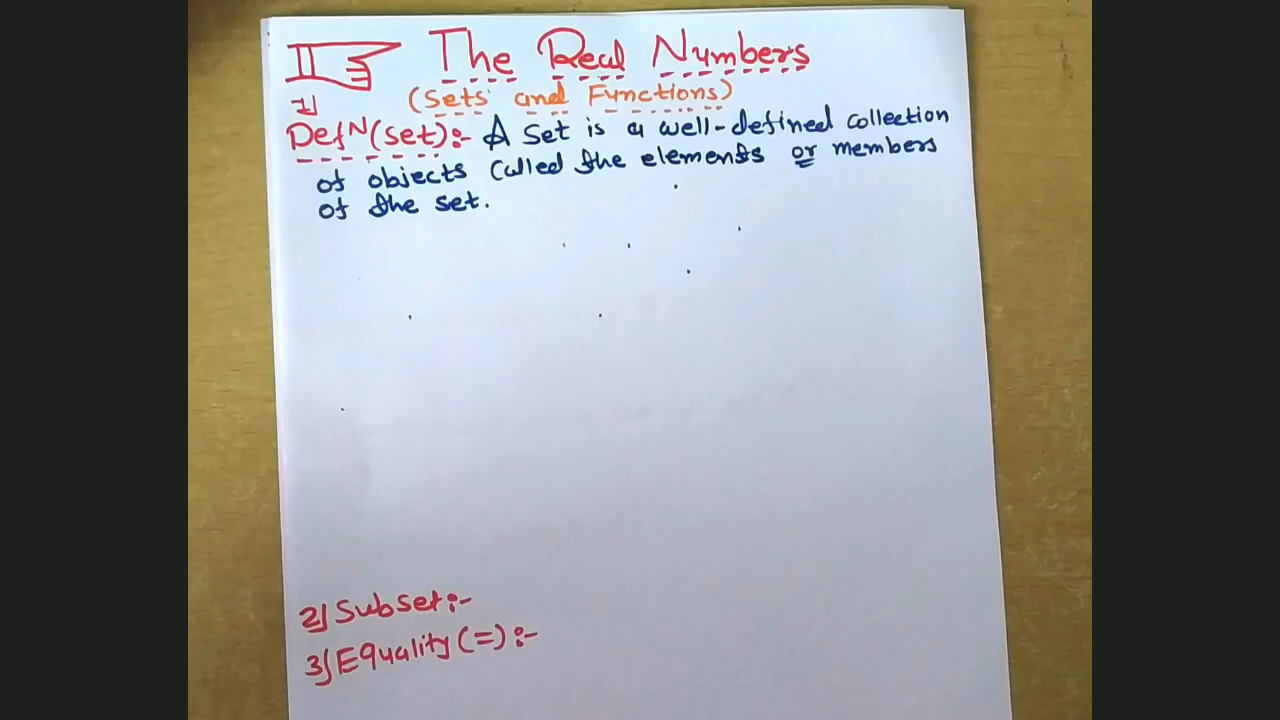 The Real Numbers
(Sets and Functions)
1)
Defᴺ(set):- A set is a well-defined collection
of objects called the elements or members
of the set.
2) Subset:-
3) Equality (=) :-